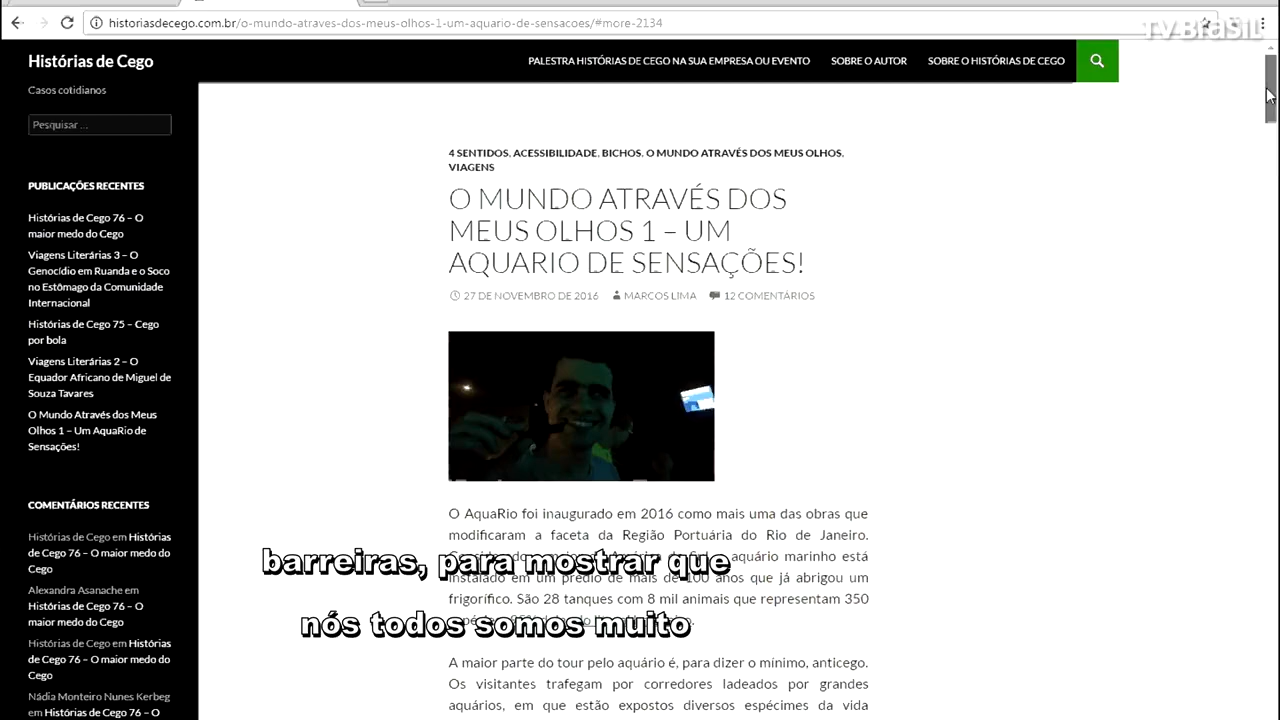 historiasdecego.com.br/o-mundo-atraves-dos-meus-olhos-1-um-aquario-de-sensacoes/#more-2134
TV Brasil
Histórias de Cego
PALESTRA HISTÓRIAS DE CEGO NA SUA EMPRESA OU EVENTO
SOBRE O AUTOR
SOBRE O HISTÓRIAS DE CEGO
Casos cotidianos
Pesquisar ...
PUBLICAÇÕES RECENTES
Histórias de Cego 76 – O
maior medo do Cego
Viagens Literárias 3 – O
Genocídio em Ruanda e o Soco
no Estômago da Comunidade
Internacional
Histórias de Cego 75 – Cego
por bola
Viagens Literárias 2 – O
Equador Africano de Miguel de
Souza Tavares
O Mundo Através dos Meus
Olhos 1 – Um AquaRio de
Sensações!
COMENTÁRIOS RECENTES
Histórias de Cego em Histórias
de Cego 76 – O maior medo do
Cego
Alexandra Asanache em
Histórias de Cego 76 – O
maior medo do Cego
Histórias de Cego em Histórias
de Cego 76 – O maior medo do
Cego
Nádia Monteiro Nunes Kerbeg
em Histórias de Cego 76 – O
4 SENTIDOS, ACESSIBILIDADE, BICHOS, O MUNDO ATRAVÉS DOS MEUS OLHOS,
VIAGENS
O MUNDO ATRAVÉS DOS
MEUS OLHOS 1 – UM
AQUARIO DE SENSAÇÕES!
27 DE NOVEMBRO DE 2016 MARCOS LIMA 12 COMENTÁRIOS
O AquaRio foi inaugurado em 2016 como mais uma das obras que
modificaram a faceta da Região Portuária do Rio de Janeiro.
aquário marinho está
instalado em um prédio de mais de 100 anos que já abrigou um
frigorífico. São 28 tanques com 8 mil animais que representam 350
barreiras, para mostrar que
nós todos somos muito
A maior parte do tour pelo aquário é, para dizer o mínimo, anticego.
Os visitantes trafegam por corredores ladeados por grandes
aquários, em que estão expostos diversos espécimes da vida